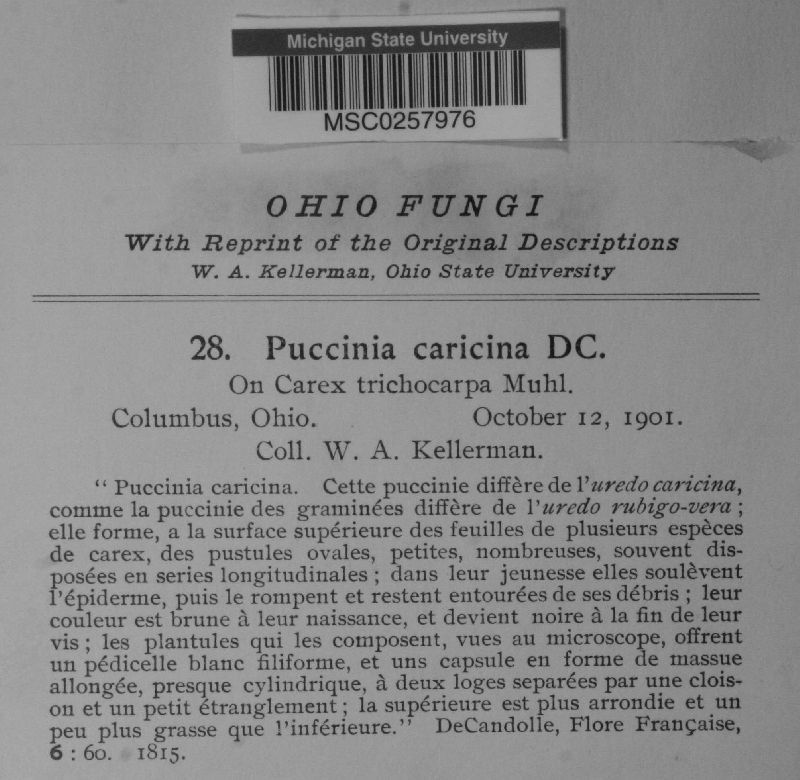 Michigan State University
MSC0257976
OHIO FUNGI
With Reprint of the Original Descriptions
W. A. Kellerman, Ohio State University
28. Puccinia caricina DC.
On Carex trichocarpa Muhl.
Columbus, Ohio. October 12, 1901.
Coll. W. A. Kellerman.
“ Puccinia caricina. Cette puccinie diffère de l’uredo caricina,
comme la puccinie des graminées diffère de l’uredo rubigo-vera ;
elle forme, a la surface supérieure des feuilles de plusieurs espèces
de carex, des pustules ovales, petites, nombreuses, souvent dis-
posées en series longitudinales ; dans leur jeunesse elles soulèvent
l’épiderme, puis le rompent et restent entourées de ses débris ; leur
couleur est brune à leur naissance, et devient noire à la fin de leur
vis ; les plantules qui les composent, vues au microscope, offrent
un pédicelle blanc filiforme, et uns capsule en forme de massue
allongée, presque cylindrique, à deux loges separées par une clois-
on et un petit étranglement ; la supérieure est plus arrondie et un
peu plus grasse que l’inférieure.” DeCandolle, Flore Française,
6 : 60. 1815.